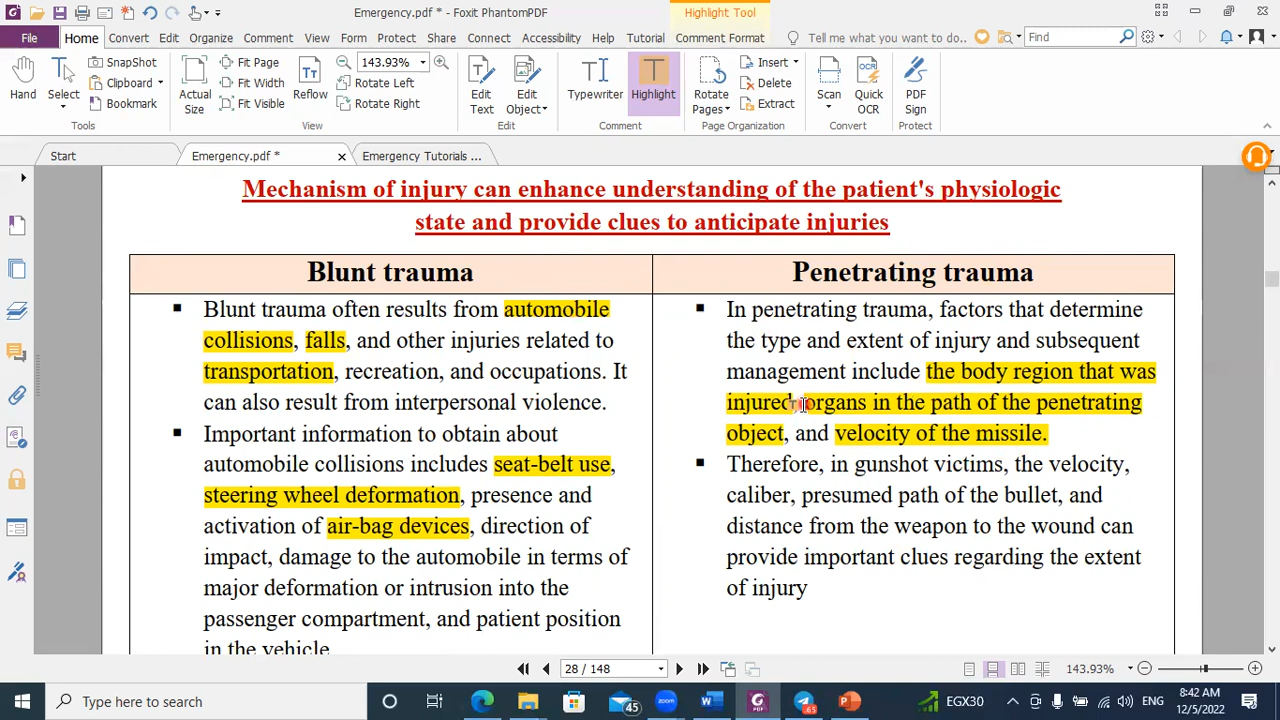 Emergency.pdf * - Foxit PhantomPDF
Highlight Tool
File
Home
Convert
Edit
Organize
Comment
View
Form
Protect
Share
Connect
Accessibility
Help
Tutorial
Comment Format
Tell me what you want to do...
Find
Hand
Select
SnapShot
Clipboard
Bookmark
Tools
Actual
Size
Fit Page
Fit Width
Fit Visible
Reflow
143.93%
Rotate Left
Rotate Right
View
Edit
Text
Edit
Object
Edit
Typewriter
Highlight
Comment
Rotate
Pages
Insert
Delete
Extract
Page Organization
Scan
Quick
OCR
Convert
PDF
Sign
Protect
Start
Emergency.pdf *
Emergency Tutorials ...
Mechanism of injury can enhance understanding of the patient's physiologic
state and provide clues to anticipate injuries
Blunt trauma
▪ Blunt trauma often results from automobile
collisions, falls, and other injuries related to
transportation, recreation, and occupations. It
can also result from interpersonal violence.
▪ Important information to obtain about
automobile collisions includes seat-belt use,
steering wheel deformation, presence and
activation of air-bag devices, direction of
impact, damage to the automobile in terms of
major deformation or intrusion into the
passenger compartment, and patient position
in the vehicle
Penetrating trauma
▪ In penetrating trauma, factors that determine
the type and extent of injury and subsequent
management include the body region that was
injured, organs in the path of the penetrating
object, and velocity of the missile.
▪ Therefore, in gunshot victims, the velocity,
caliber, presumed path of the bullet, and
distance from the weapon to the wound can
provide important clues regarding the extent
of injury
28 / 148
143.93%
Type here to search
45
zoom
PDF
65
EGX30
ENG
8:42 AM
12/5/2022